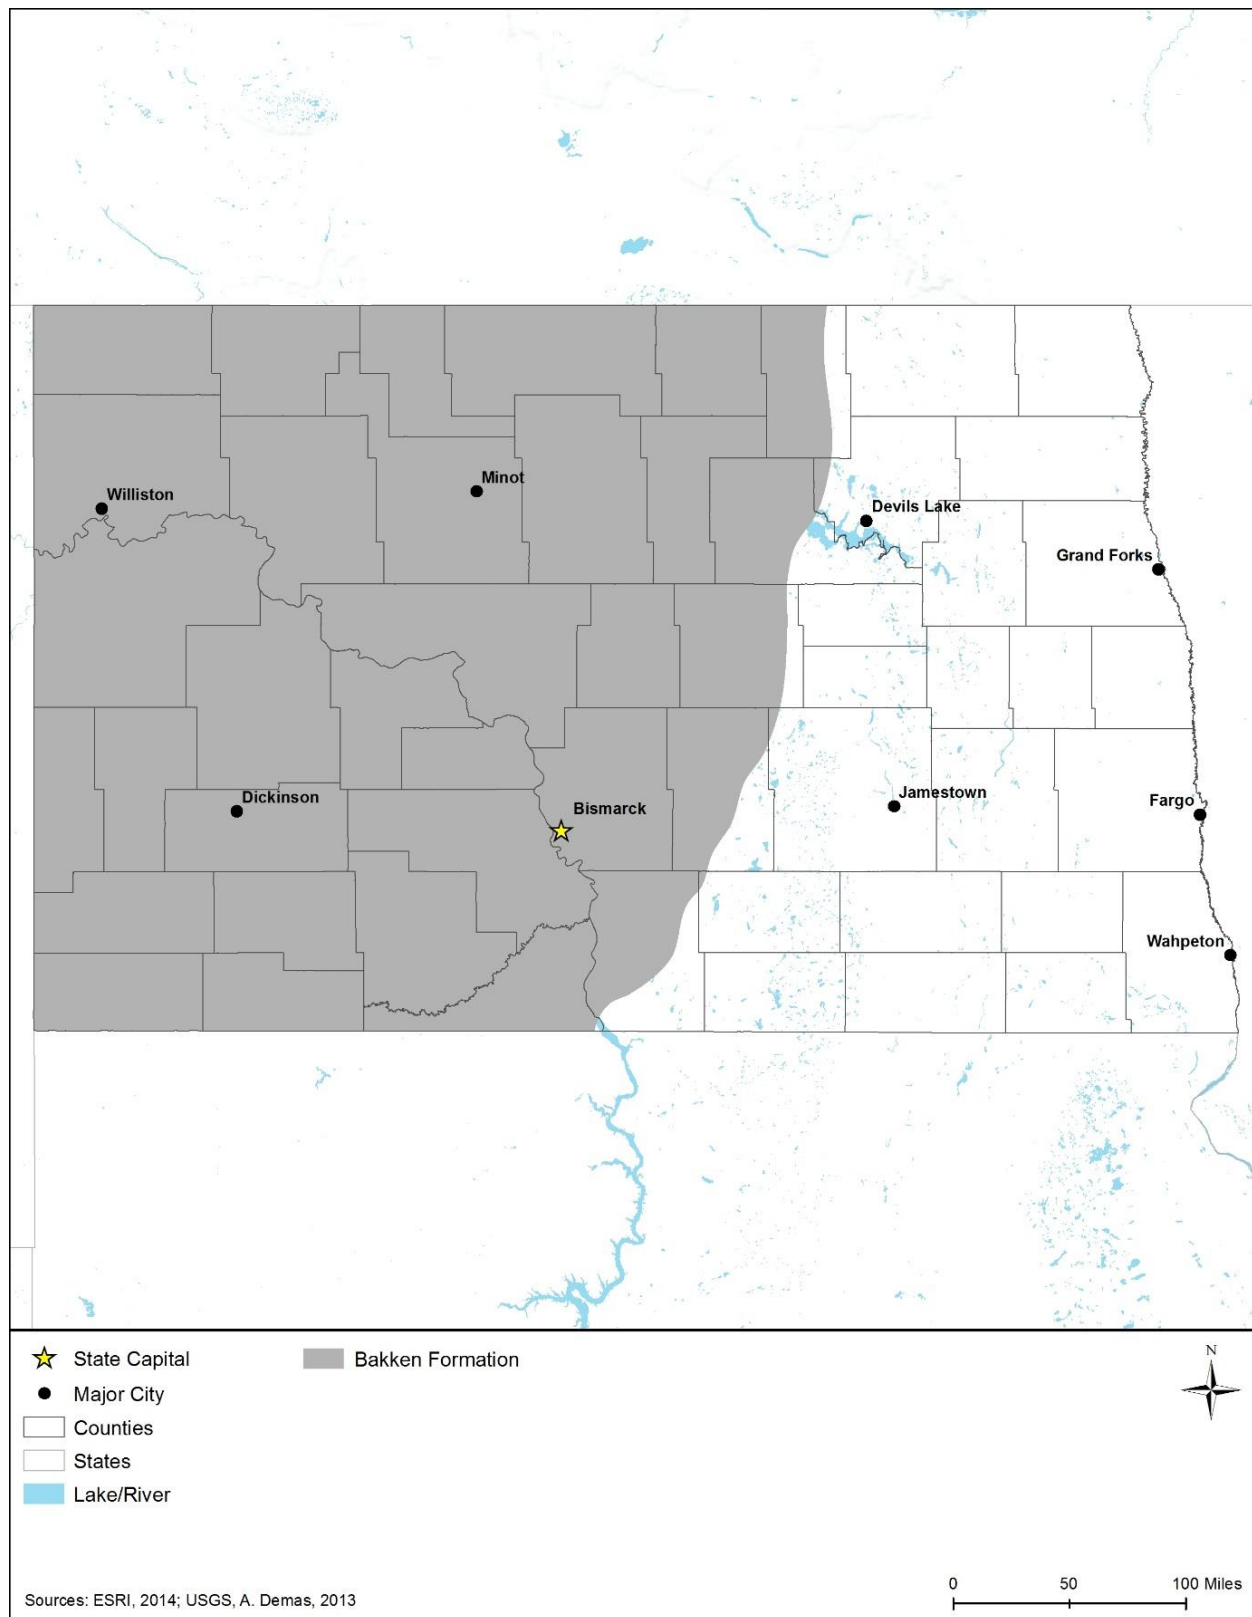 Williston
Minot
Devils Lake
Grand Forks
Dickinson
Bismarck
Jamestown
Fargo
Wahpeton
State Capital
Bakken Formation
N
Major City
Counties
States
Lake/River
0 50 100 Miles
Sources: ESRI, 2014; USGS, A. Demas, 2013